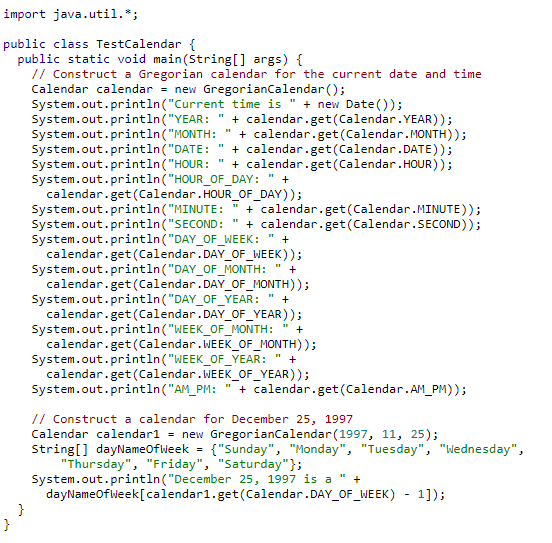 import java.util.*;

public class TestCalendar {
  public static void main(String[] args) {
    // Construct a Gregorian calendar for the current date and time
    Calendar calendar = new GregorianCalendar();
    System.out.println("Current time is " + new Date());
    System.out.println("YEAR: " + calendar.get(Calendar.YEAR));
    System.out.println("MONTH: " + calendar.get(Calendar.MONTH));
    System.out.println("DATE: " + calendar.get(Calendar.DATE));
    System.out.println("HOUR: " + calendar.get(Calendar.HOUR));
    System.out.println("HOUR_OF_DAY: " +
      calendar.get(Calendar.HOUR_OF_DAY));
    System.out.println("MINUTE: " + calendar.get(Calendar.MINUTE));
    System.out.println("SECOND: " + calendar.get(Calendar.SECOND));
    System.out.println("DAY_OF_WEEK: " +
      calendar.get(Calendar.DAY_OF_WEEK));
    System.out.println("DAY_OF_MONTH: " +
      calendar.get(Calendar.DAY_OF_MONTH));
    System.out.println("DAY_OF_YEAR: " +
      calendar.get(Calendar.DAY_OF_YEAR));
    System.out.println("WEEK_OF_MONTH: " +
      calendar.get(Calendar.WEEK_OF_MONTH));
    System.out.println("WEEK_OF_YEAR: " +
      calendar.get(Calendar.WEEK_OF_YEAR));
    System.out.println("AM_PM: " + calendar.get(Calendar.AM_PM));

    // Construct a calendar for December 25, 1997
    Calendar calendar1 = new GregorianCalendar(1997, 11, 25);
    String[] dayNameOfWeek = {"Sunday", "Monday", "Tuesday", "Wednesday",
        "Thursday", "Friday", "Saturday"};
    System.out.println("December 25, 1997 is a " +
      dayNameOfWeek[calendar1.get(Calendar.DAY_OF_WEEK) - 1]);
  }
}